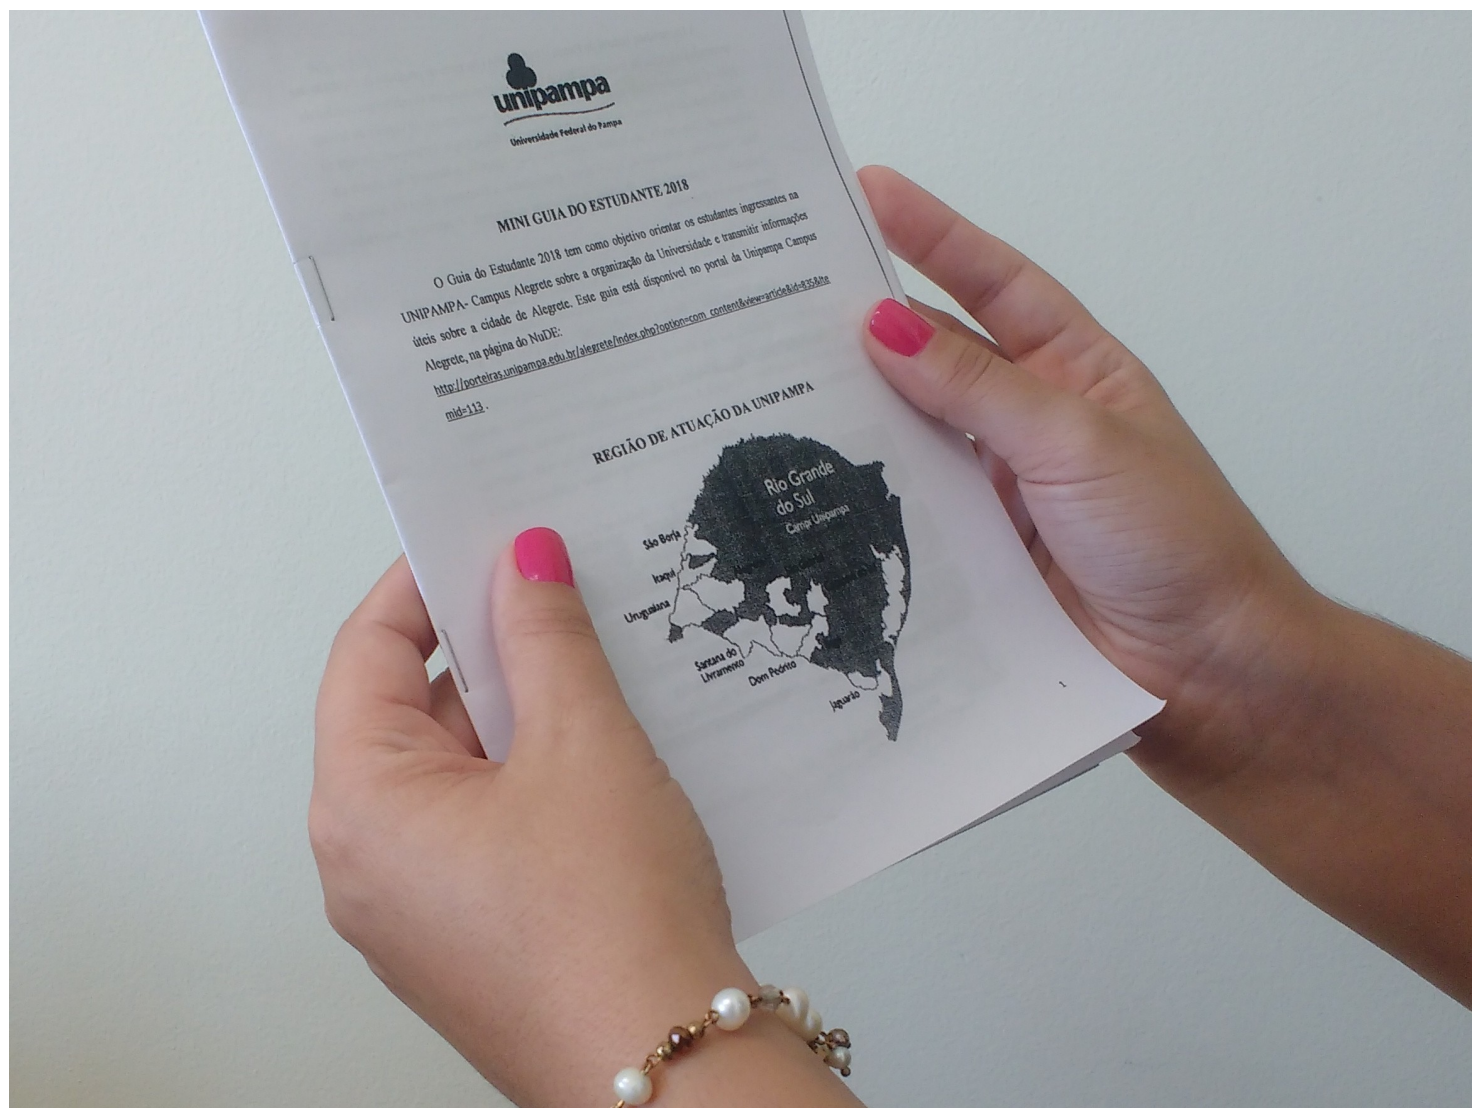 unipampa
Universidade Federal do Pampa
MINI GUIA DO ESTUDANTE 2018
O Guia do Estudante 2018 tem como objetivo orientar os estudantes ingressantes na
UNIPAMPA- Campus Alegrete sobre a organização da Universidade e transmitir informações
úteis sobre a cidade de Alegrete. Este guia está disponível no portal da Unipampa Campus
Alegrete, na página do NuDE:
http://porteiras.unipampa.edu.br/alegrete/index.php?option=com_content&view=article&id=835&Ite
mid=113 .
REGIÃO DE ATUAÇÃO DA UNIPAMPA
Rio Grande
do Sul
Campi Unipampa
São Borja
Itaqui
Uruguaiana
Santana do
Livramento
Dom Pedrito
Jaguarão
1